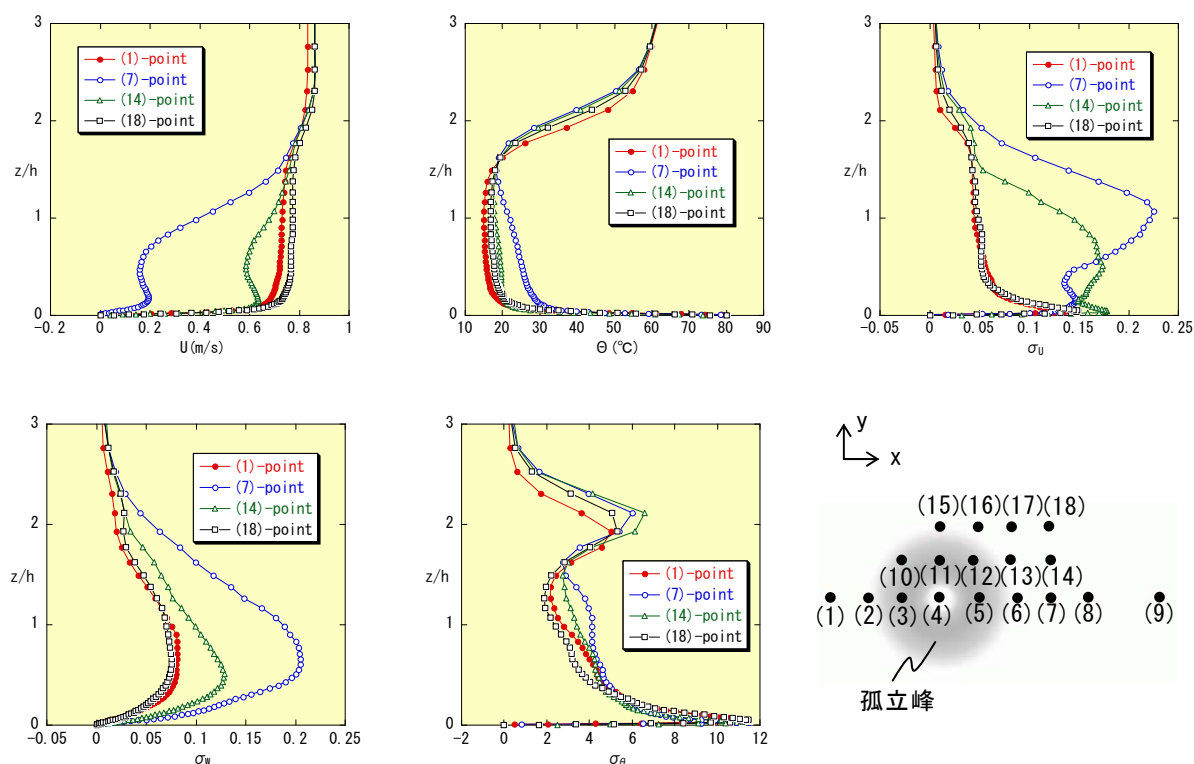 3
2
1
0
z/h
(1)-point
(7)-point
(14)-point
(18)-point
-0.2 0 0.2 0.4 0.6 0.8 1
U(m/s)
3
2
1
0
z/h
(1)-point
(7)-point
(14)-point
(18)-point
10 20 30 40 50 60 70 80 90
Θ (℃)
3
2
1
0
z/h
(1)-point
(7)-point
(14)-point
(18)-point
-0.05 0 0.05 0.1 0.15 0.2 0.25
σU
3
2
1
0
z/h
(1)-point
(7)-point
(14)-point
(18)-point
-0.05 0 0.05 0.1 0.15 0.2 0.25
σW
3
2
1
0
z/h
(1)-point
(7)-point
(14)-point
(18)-point
-2 0 2 4 6 8 10 12
σθ
y
x
(15)(16)(17)(18)
(10)(11)(12)(13)(14)
(1) (2) (3) (4) (5) (6) (7) (8) (9)
孤立峰